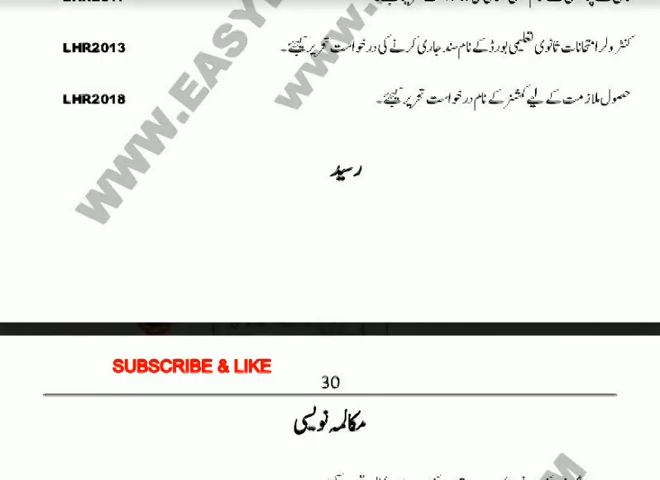 کنٹرولر امتحانات ثانوی تعلیمی بورڈ کے نام سند جاری کرنے کی درخواست تحریر کیجئے۔ LHR2013
حصول ملازمت کے لیے کمشنر کے نام درخواست تحریر کیجئے۔ LHR2018
رسید
SUBSCRIBE & LIKE
30
مکالمہ نویسی